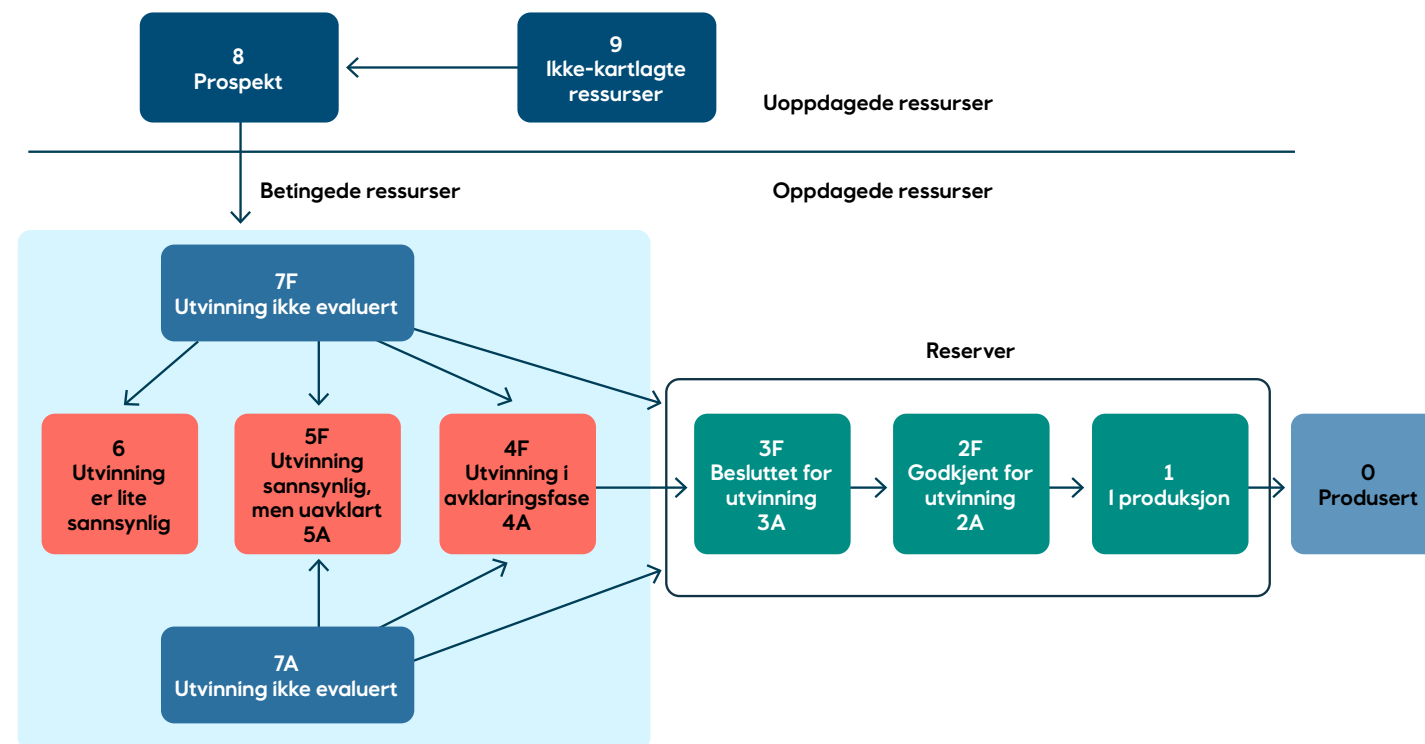 8
Prospekt
9
Ikke-kartlagte
ressurser
Uoppdagede ressurser
Betingede ressurser
Oppdagede ressurser
7F
Utvinning ikke evaluert
Reserver
6
Utvinning
er lite
sannsynlig
5F
Utvinning
sannsynlig,
men uavklart
5A
4F
Utvinning i
avklaringsfase
4A
3F
Besluttet for
utvinning
3A
2F
Godkjent for
utvinning
2A
1
I produksjon
0
Produsert
7A
Utvinning ikke evaluert